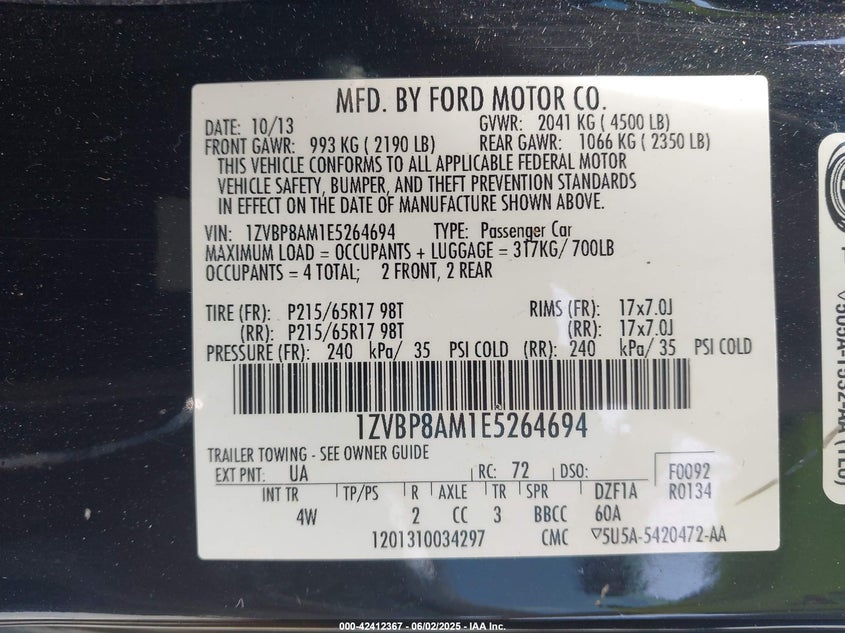 MFD. BY FORD MOTOR CO.
DATE: 10/13 GVWR: 2041 KG ( 4500 LB)
FRONT GAWR: 993 KG ( 2190 LB) REAR GAWR: 1066 KG ( 2350 LB)
THIS VEHICLE CONFORMS TO ALL APPLICABLE FEDERAL MOTOR
VEHICLE SAFETY, BUMPER, AND THEFT PREVENTION STANDARDS
IN EFFECT ON THE DATE OF MANUFACTURE SHOWN ABOVE.
VIN: 1ZVBP8AM1E5264694 TYPE: Passenger Car
MAXIMUM LOAD = OCCUPANTS + LUGGAGE = 317KG/ 700LB
OCCUPANTS = 4 TOTAL; 2 FRONT, 2 REAR
TIRE (FR): P215/65R17 98T RIMS (FR): 17x7.0J
(RR): P215/65R17 98T (RR): 17x7.0J
PRESSURE (FR): 240 kPa/ 35 PSI COLD (RR): 240 kPa/ 35 PSI COLD
1ZVBP8AM1E5264694
TRAILER TOWING - SEE OWNER GUIDE
EXT PNT: UA RC: 72 DSO: F0092
INT TR TP/PS R AXLE TR SPR DZF1A R0134
4W 2 CC 3 BBCC 60A
1201310034297 CMC ▽5U5A-5420472-AA
000-42412367 - 06/02/2025 - IAA Inc.